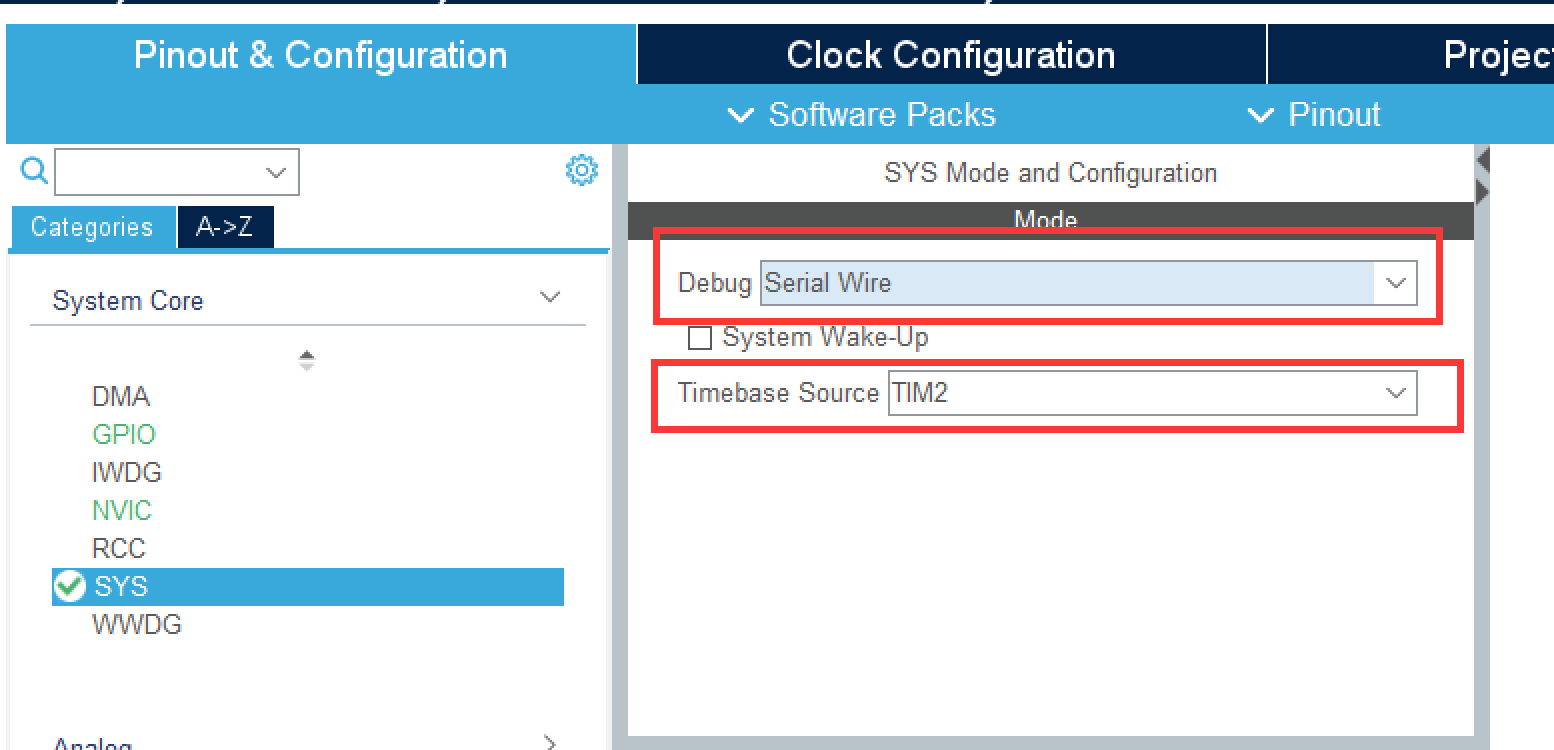 Pinout & Configuration
Clock Configuration
Project
Software Packs
Pinout
SYS Mode and Configuration
Mode
Categories
A->Z
Debug Serial Wire
System Core
System Wake-Up
Timebase Source TIM2
DMA
GPIO
IWDG
NVIC
RCC
SYS
WWDG
Analog